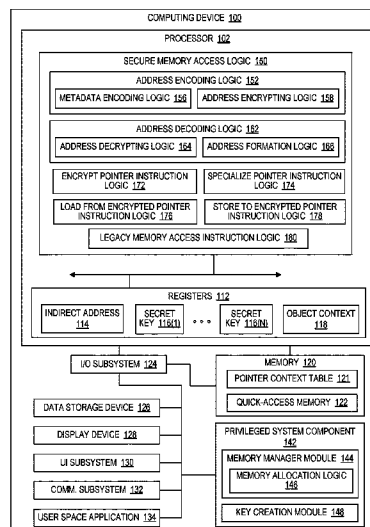 COMPUTING DEVICE 100
PROCESSOR 102
SECURE MEMORY ACCESS LOGIC 150
ADDRESS ENCODING LOGIC 152
METADATA ENCODING LOGIC 156
ADDRESS ENCRYPTING LOGIC 158
ADDRESS DECODING LOGIC 162
ADDRESS DECRYPTING LOGIC 164
ADDRESS FORMATION LOGIC 166
ENCRYPT POINTER INSTRUCTION
LOGIC 172
SPECIALIZE POINTER INSTRUCTION
LOGIC 174
LOAD FROM ENCRYPTED POINTER
INSTRUCTION LOGIC 176
STORE TO ENCRYPTED POINTER
INSTRUCTION LOGIC 178
LEGACY MEMORY ACCESS INSTRUCTION LOGIC 180
REGISTERS 112
INDIRECT ADDRESS
114
SECRET
KEY 116(1)
• • •
SECRET
KEY 116(N)
OBJECT CONTEXT
118
I/O SUBSYSTEM 124
MEMORY 120
POINTER CONTEXT TABLE 121
QUICK-ACCESS MEMORY 122
DATA STORAGE DEVICE 126
DISPLAY DEVICE 128
UI SUBSYSTEM 130
COMM. SUBSYSTEM 132
USER SPACE APPLICATION 134
PRIVILEGED SYSTEM COMPONENT
142
MEMORY MANAGER MODULE 144
MEMORY ALLOCATION LOGIC
146
KEY CREATION MODULE 148